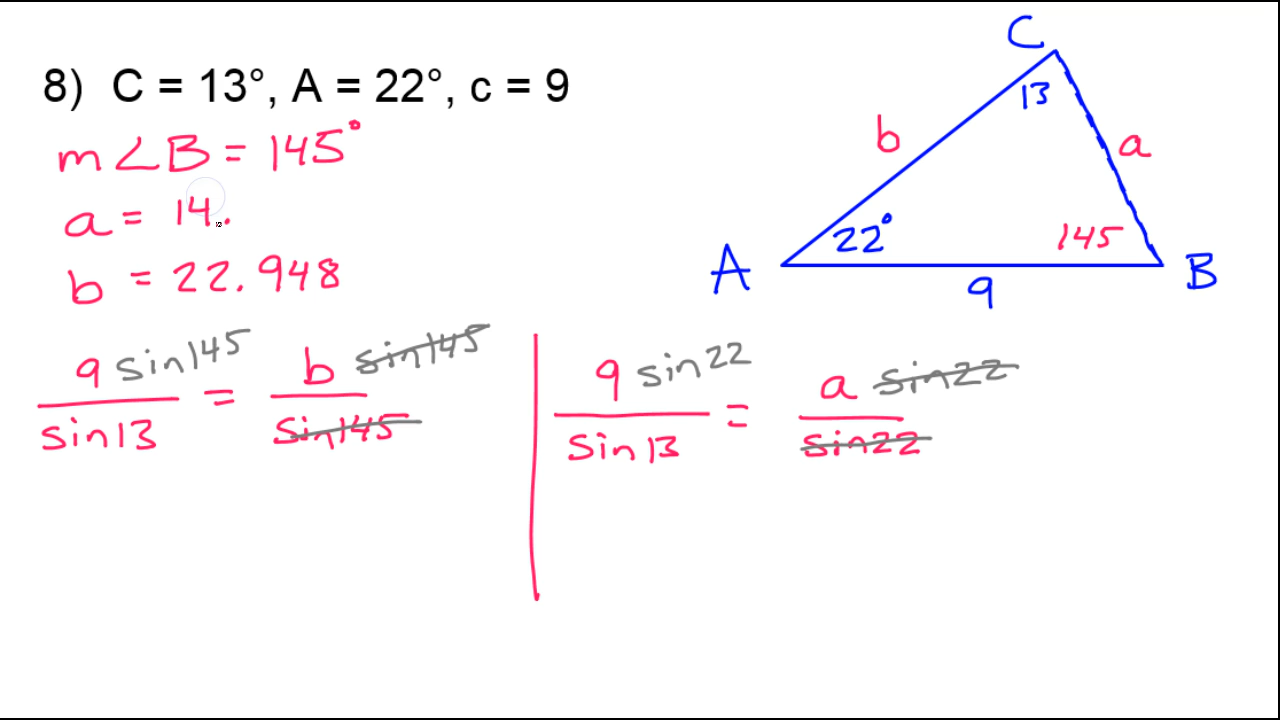 8) C = 13°, A = 22°, c = 9
m∠B = 145°
a = 14.
b = 22.948
C
13
b
a
22°
145
A
9
B
9 sin145 = b sin145
sin13 sin145
9 sin22 = a sin22
sin13 sin22